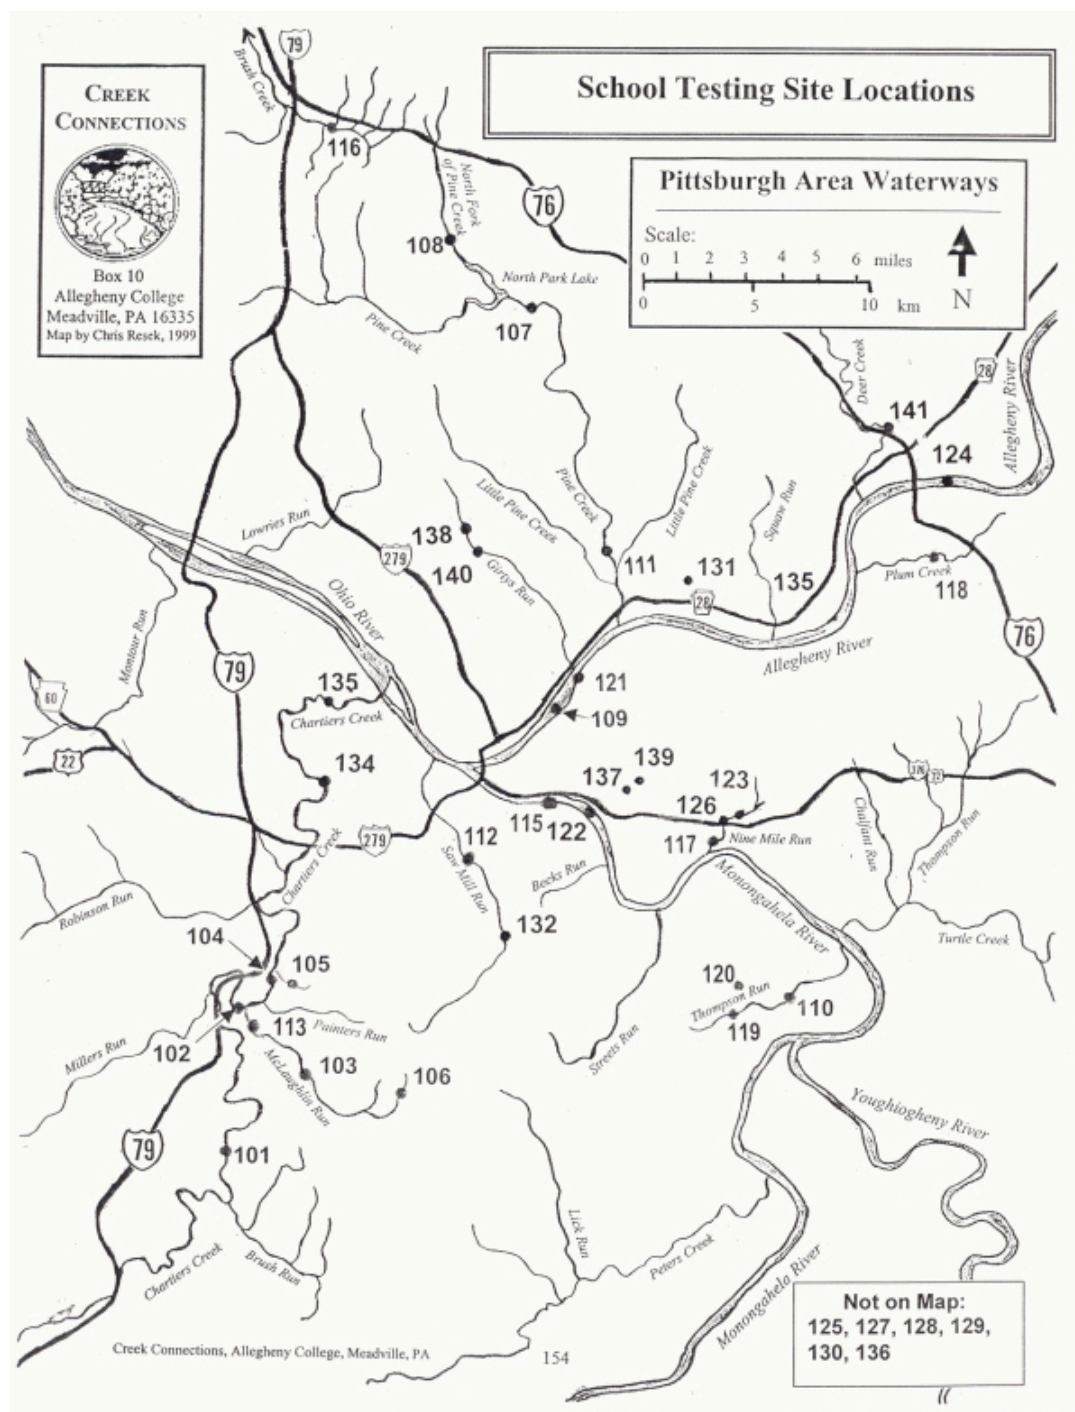 School Testing Site Locations
CREEK
CONNECTIONS
Box 10
Allegheny College
Meadville, PA 16335
Map by Chris Resek, 1999
Pittsburgh Area Waterways
Scale:
0 1 2 3 4 5 6 miles
0 5 10 km
N
79
Brush Creek
116
North Fork
of Pine Creek
76
108
North Park Lake
107
Pine Creek
Deer Creek
28
Allegheny River
141
124
Lowries Run
Little Pine Creek
Pine Creek
Little Pine Creek
Squaw Run
138
140
279
Girtys Run
111
131
135
28
Plum Creek
118
Ohio River
Montour Run
79
Allegheny River
76
60
135
Chartiers Creek
121
109
22
134
139
137
123
126
376
22
115
122
117
Nine Mile Run
Chalfant Run
Thompson Run
279
112
Saw Mill Run
Becks Run
Chartiers Creek
Monongahela River
Robinson Run
104
132
Turtle Creek
105
120
Thompson Run
110
119
Painters Run
113
102
Millers Run
103
McLaughlin Run
106
Streets Run
Youghiogheny River
79
101
Lick Run
Peters Creek
Chartiers Creek
Brush Run
Monongahela River
Not on Map:
125, 127, 128, 129,
130, 136
Creek Connections, Allegheny College, Meadville, PA
154